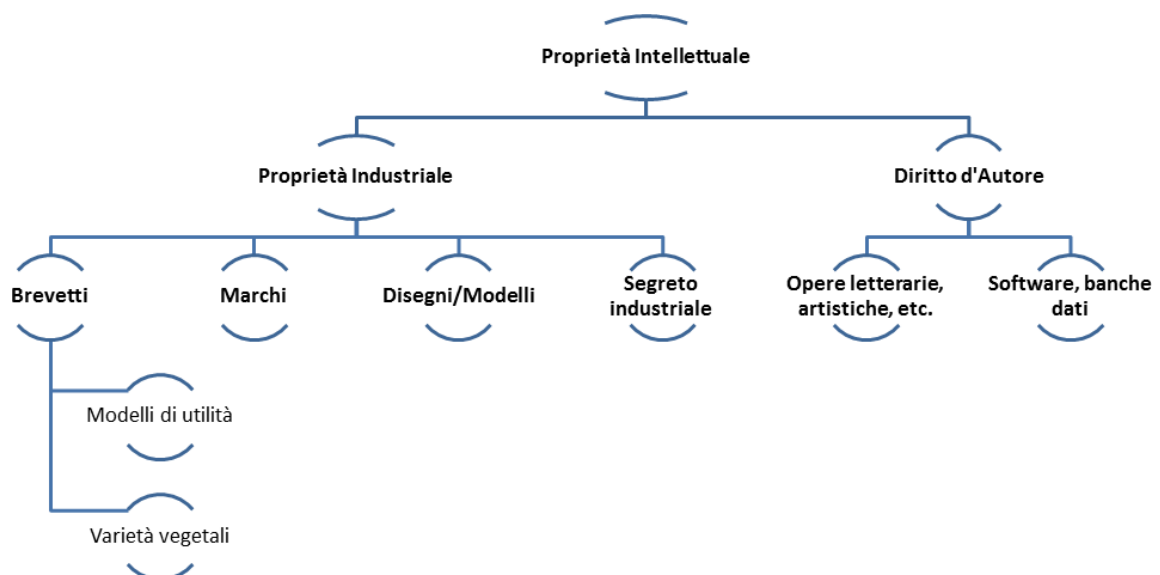 Proprietà Intellettuale
Proprietà Industriale
Diritto d'Autore
Brevetti
Marchi
Disegni/Modelli
Segreto
industriale
Opere letterarie,
artistiche, etc.
Software, banche
dati
Modelli di utilità
Varietà vegetali